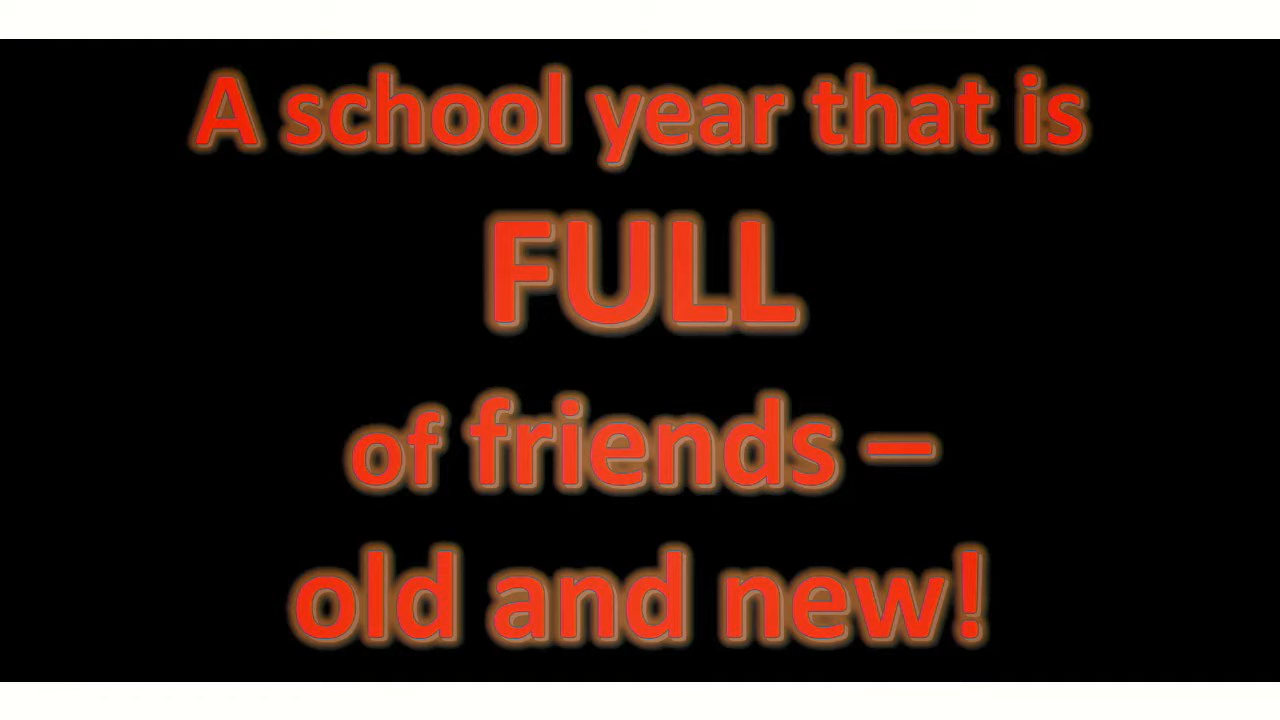 A school year that is
FULL
of friends –
old and new!